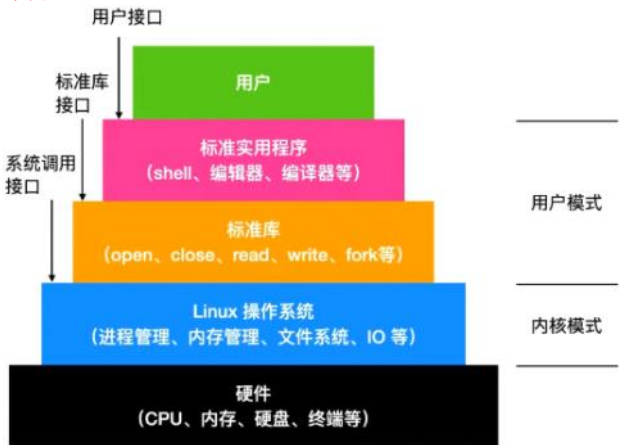 用户接口
标准库
接口
系统调用
接口
用户
标准实用程序
（shell、编辑器、编译器等）
标准库
（open、close、read、write、fork等）
Linux 操作系统
（进程管理、内存管理、文件系统、IO 等）
硬件
（CPU、内存、硬盘、终端等）
用户模式
内核模式